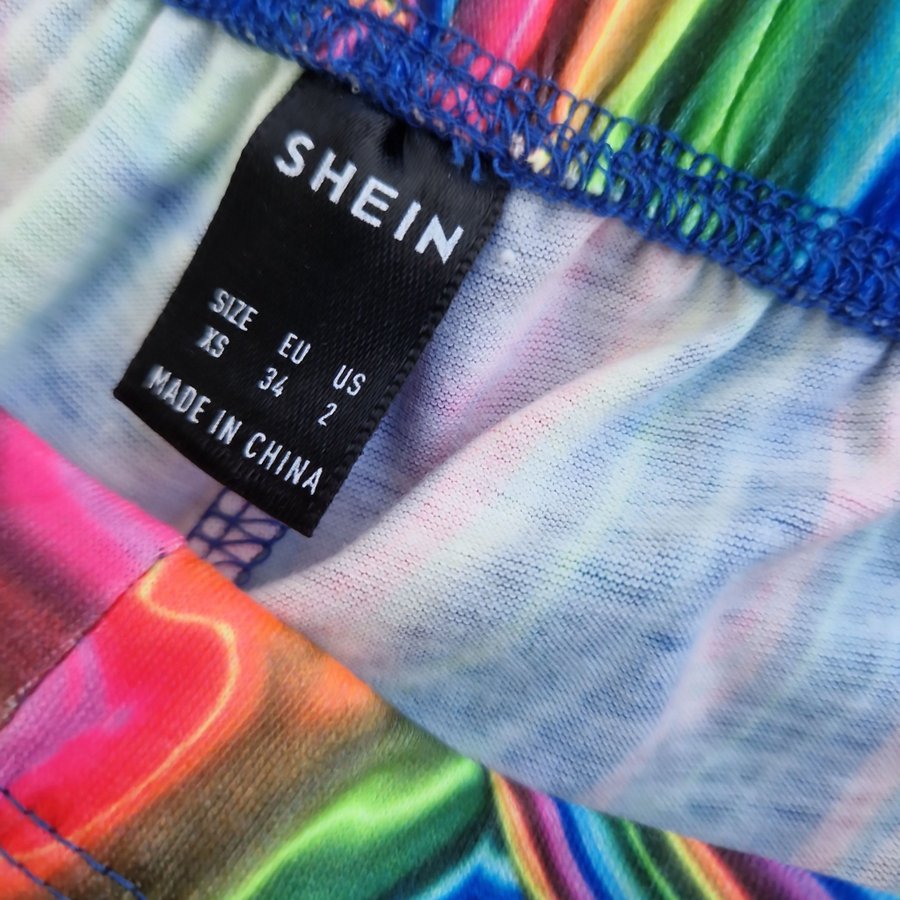 SHEIN
SIZE EU US
XS 34 2
MADE IN CHINA